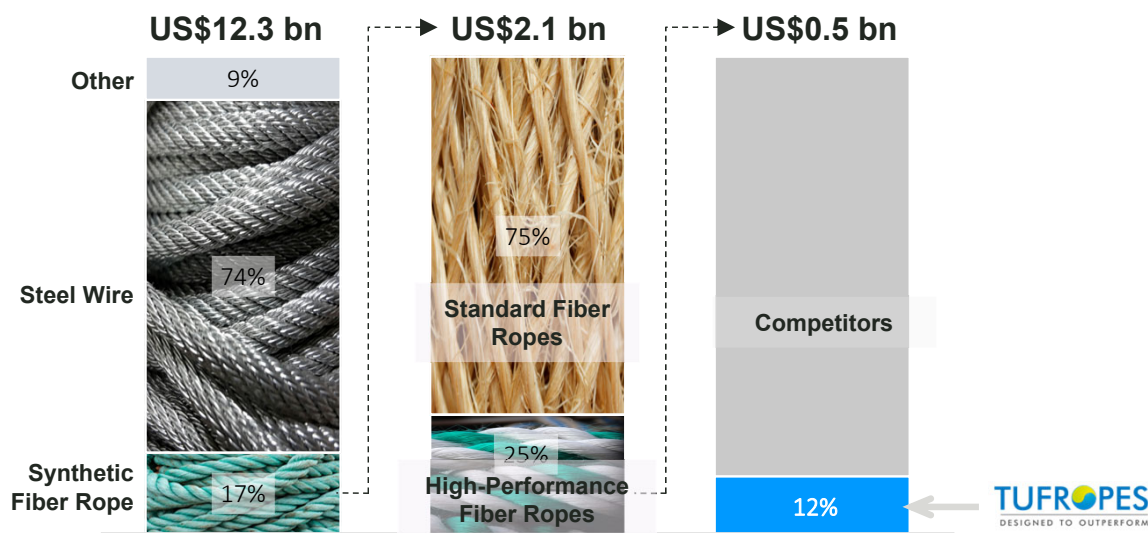 US$12.3 bn
US$2.1 bn
US$0.5 bn
Other
9%
Steel Wire
74%
Synthetic
Fiber Rope
17%
75%
Standard Fiber
Ropes
25%
High-Performance
Fiber Ropes
Competitors
12%
TUFROPES
DESIGNED TO OUTPERFORM